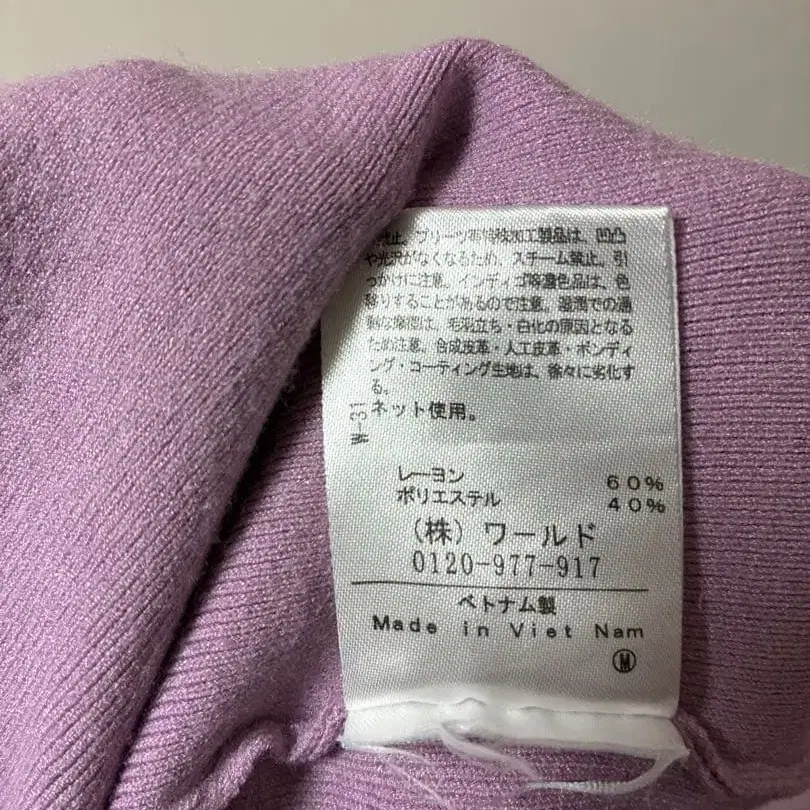 禁止。プリーツ等特殊加工製品は、凹凸
や光沢がなくなるため、スチーム禁止。引
っかけに注意。インディゴ等濃色品は、色
移りすることがあるので注意。湿潤での過
剰な摩擦は、毛羽立ち・白化の原因となる
ため注意。合成皮革・人工皮革・ボンディ
ング・コーティング生地は、徐々に劣化す
る。
ネット使用。
W-31
レーヨン 60%
ポリエステル 40%
(株)ワールド
0120-977-917
ベトナム製
Made in Viet Nam
Ⓜ